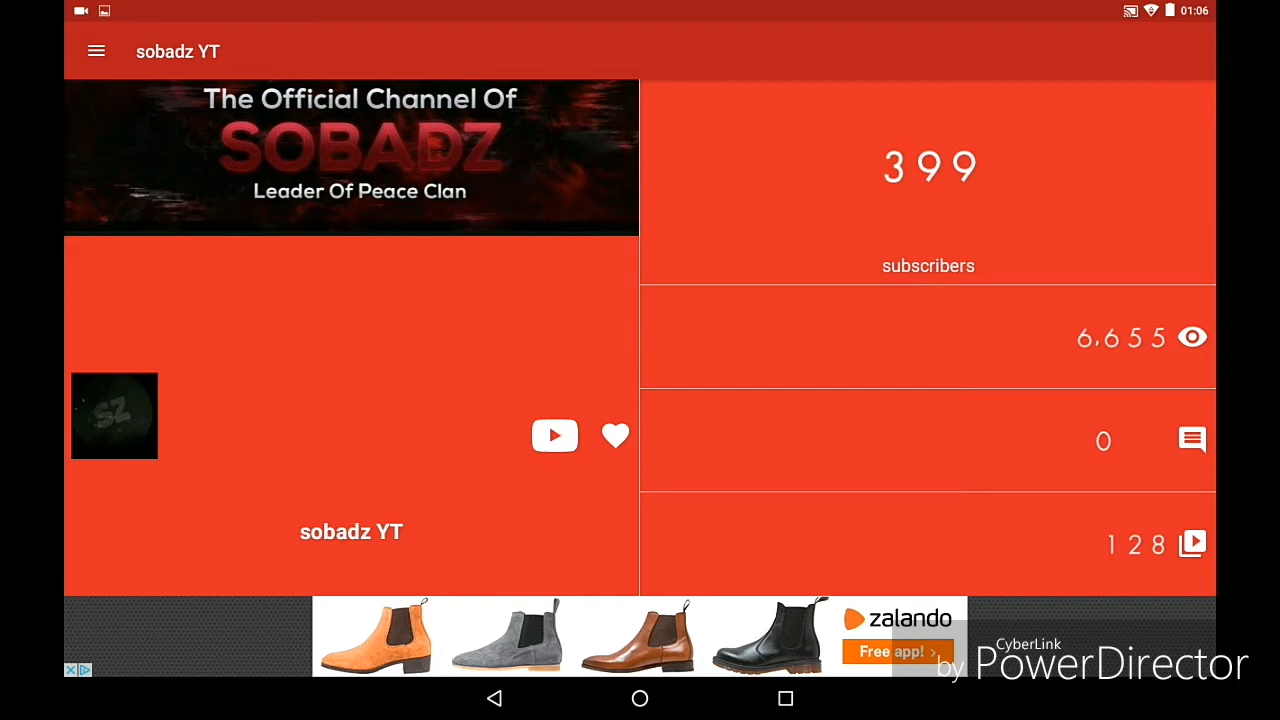 01:06
sobadz YT
The Official Channel Of
SOBADZ
Leader Of Peace Clan
399
subscribers
6,655
0
128
SZ
sobadz YT
zalando
Free app! >
CyberLink
by PowerDirector